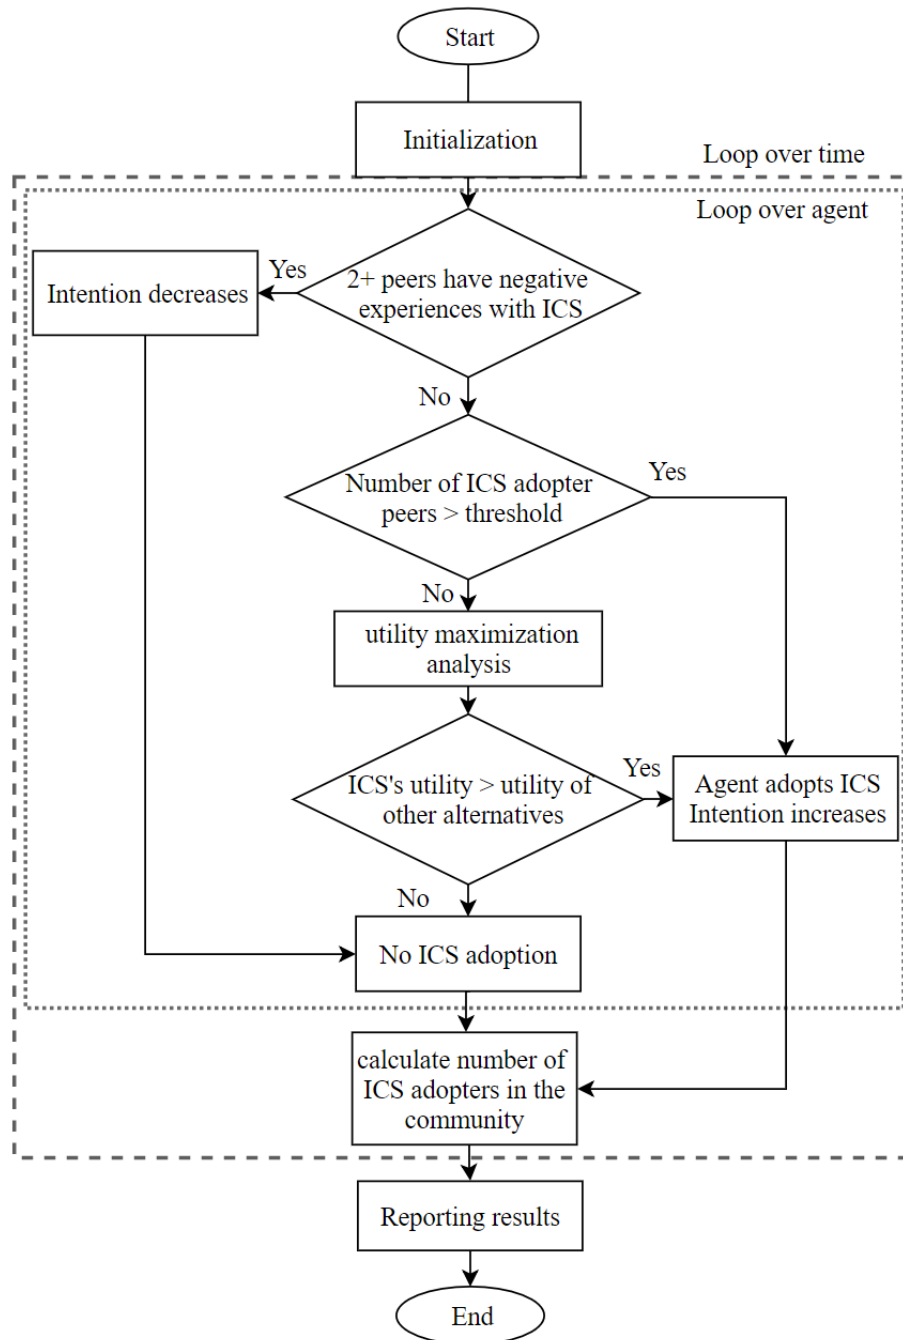 Start
Initialization
Loop over time
Loop over agent
2+ peers have negative
experiences with ICS
Yes
Intention decreases
No
Number of ICS adopter
peers > threshold
Yes
No
utility maximization
analysis
ICS's utility > utility of
other alternatives
Yes
Agent adopts ICS
Intention increases
No
No ICS adoption
calculate number of
ICS adopters in the
community
Reporting results
End